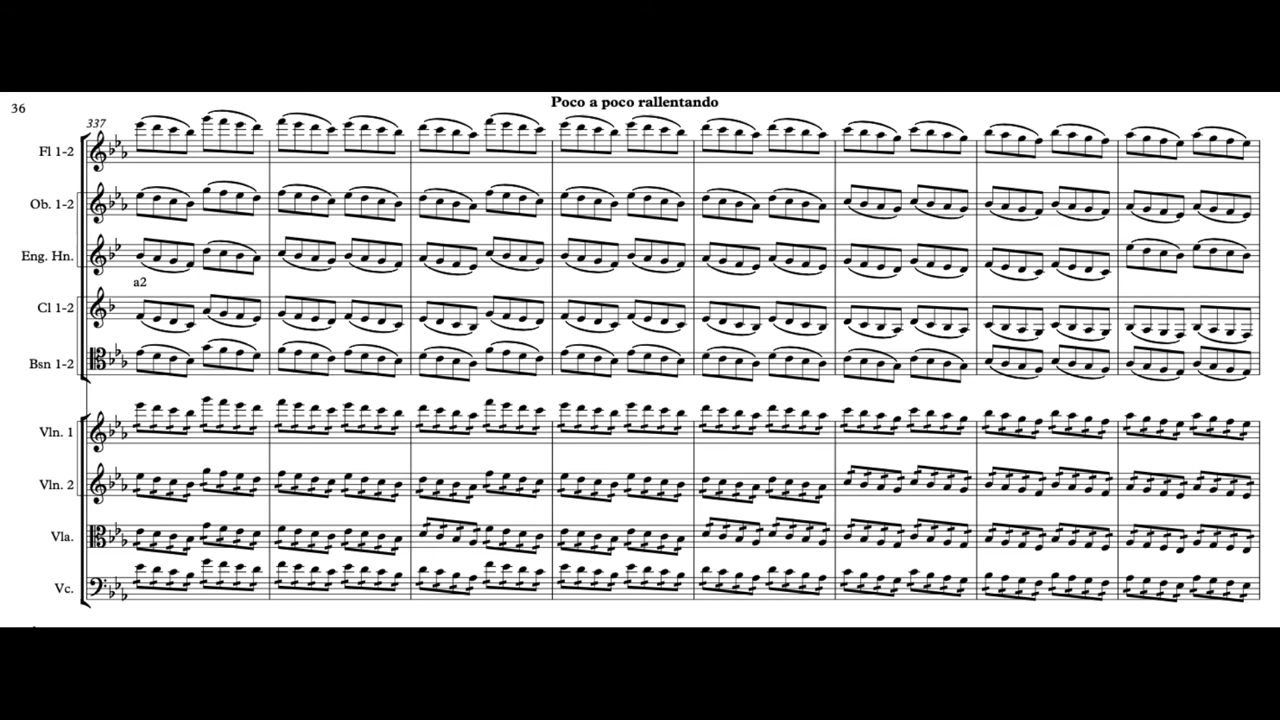 36
Poco a poco rallentando
337
Fl 1-2
Ob. 1-2
Eng. Hn.
a2
Cl 1-2
Bsn 1-2
Vln. 1
Vln. 2
Vla.
Vc.